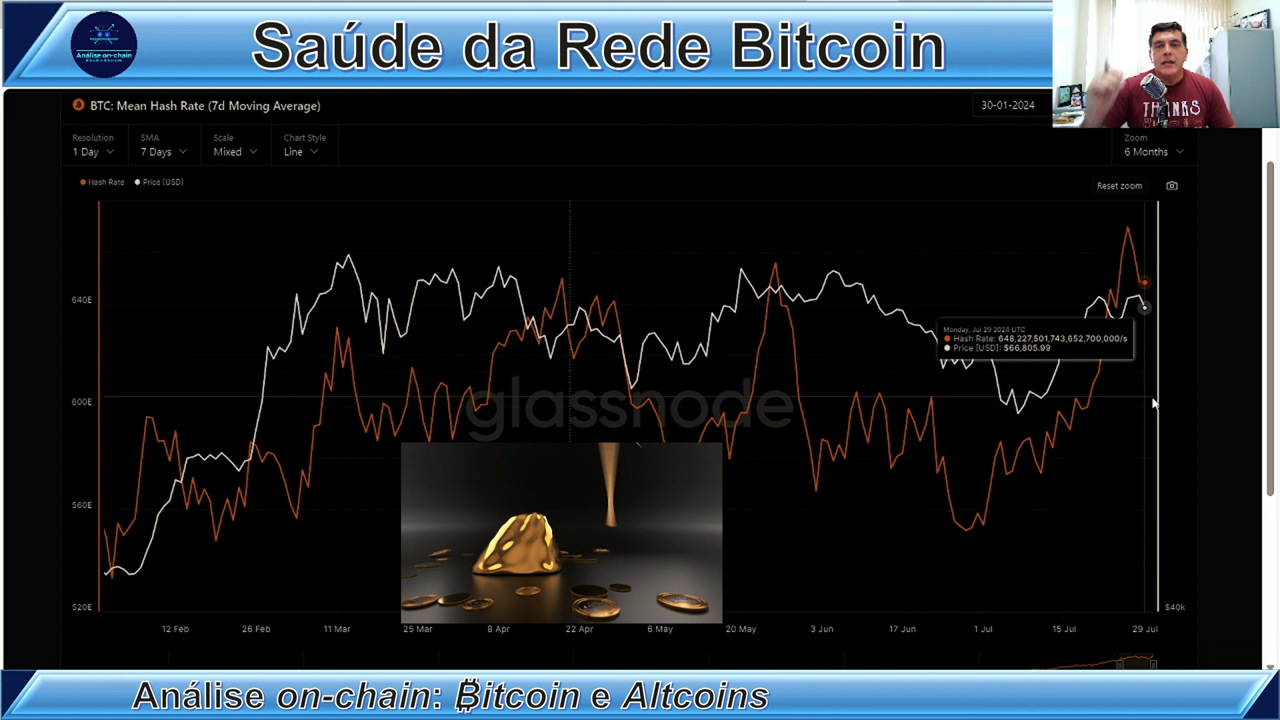 Saúde da Rede Bitcoin
Análise on-chain
BTC: Mean Hash Rate (7d Moving Average)
30-01-2024
THANKS
Resolution
1 Day
SMA
7 Days
Scale
Mixed
Chart Style
Line
Zoom
6 Months
Hash Rate
Price [USD]
Reset zoom
640E
600E
560E
520E
$40k
glassnode
Monday, Jul 29 2024 UTC
Hash Rate: 648,227,501,743,652,700,000/s
Price [USD]: $66,805.99
12 Feb
26 Feb
11 Mar
25 Mar
8 Apr
22 Apr
6 May
20 May
3 Jun
17 Jun
1 Jul
15 Jul
29 Jul
Análise on-chain: ₿itcoin e Altcoins